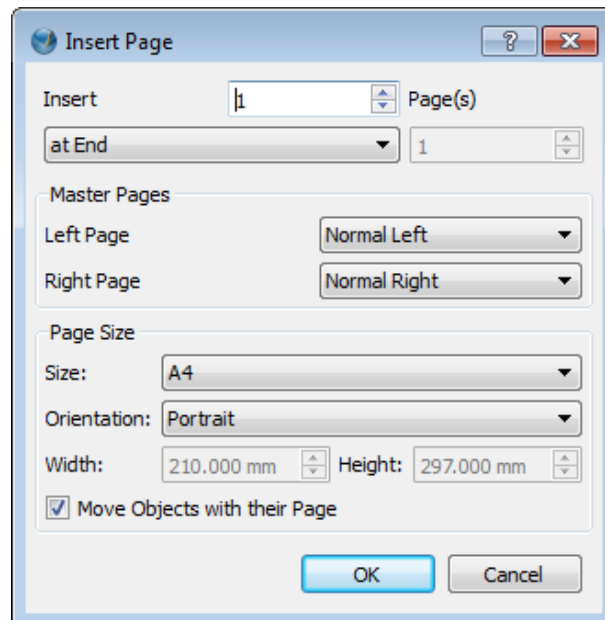 Insert Page
Insert 1 Page(s)
at End 1
Master Pages
Left Page Normal Left
Right Page Normal Right
Page Size
Size: A4
Orientation: Portrait
Width: 210.000 mm Height: 297.000 mm
Move Objects with their Page
OK Cancel